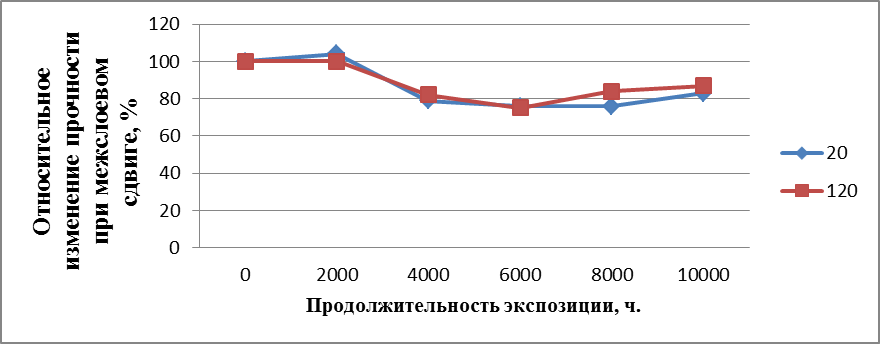 Относительное
изменение прочности
при межслоевом
сдвиге, %
120
100
80
60
40
20
0
0 2000 4000 6000 8000 10000
Продолжительность экспозиции, ч.
20
120